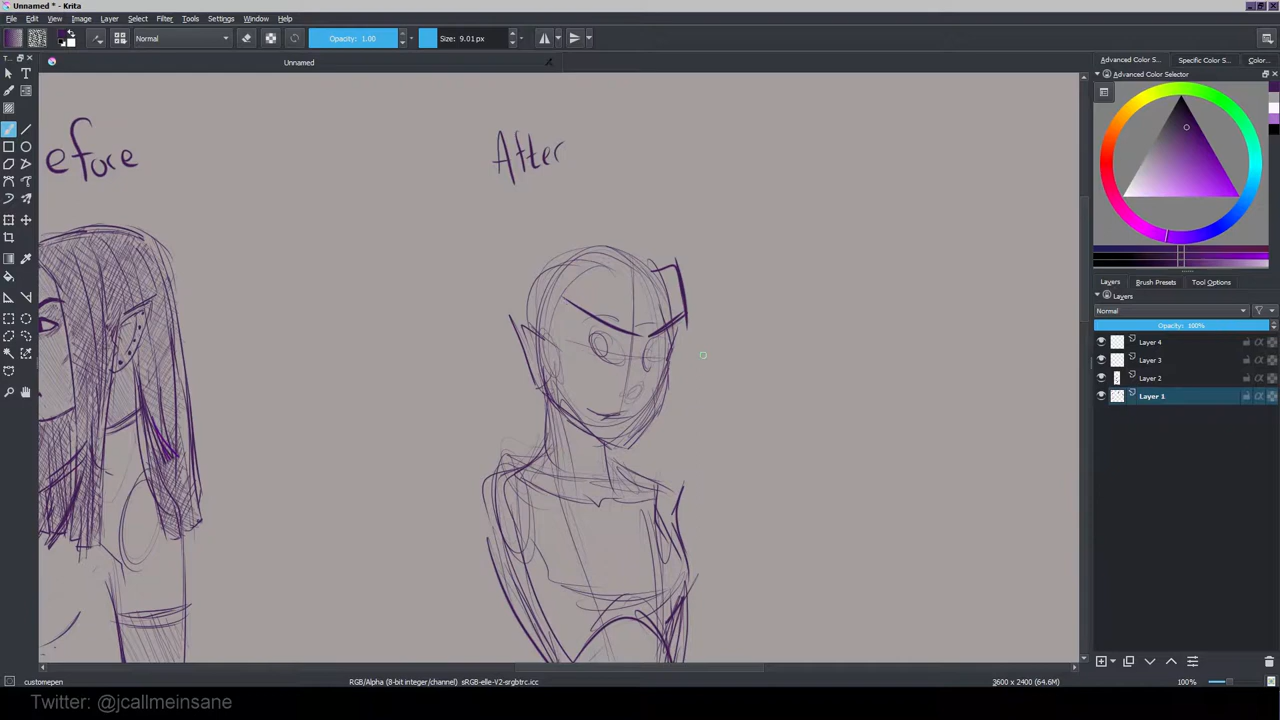 Unnamed * - Krita
File Edit View Image Layer Select Filter Tools Settings Window Help
Normal Opacity: 1.00 Size: 9.01 px
Unnamed
Advanced Color S... Specific Color S... Color...
Advanced Color Selector
eface
After
Layers Brush Presets Tool Options
Layers
Normal
Opacity: 100%
Layer 4
Layer 3
Layer 2
Layer 1
customepen RGB/Alpha (8-bit integer/channel) sRGB-elle-V2-srgbtrc.icc 3600 x 2400 (64.6M) 100%
Twitter: @jcallmeinsane